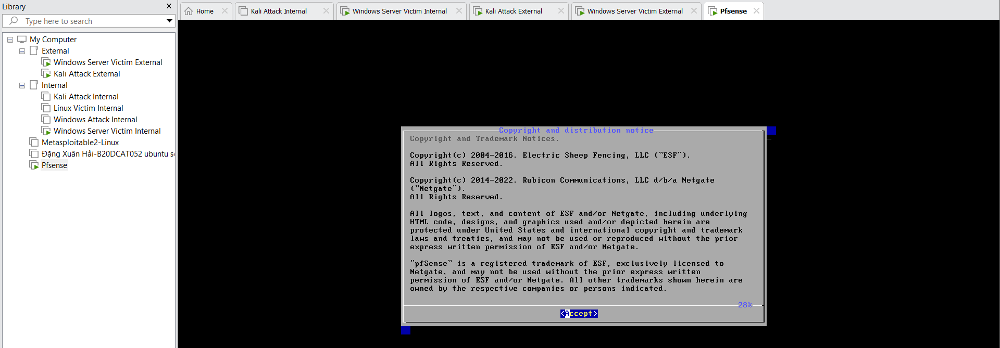 Library
Type here to search
My Computer
External
Windows Server Victim External
Kali Attack External
Internal
Kali Attack Internal
Linux Victim Internal
Windows Attack Internal
Windows Server Victim Internal
Metasploitable2-Linux
Đặng Xuân Hải-B20DCAT052 ubuntu se
Pfsense
Home
Kali Attack Internal
Windows Server Victim Internal
Kali Attack External
Windows Server Victim External
Pfsense
Copyright and distribution notice
Copyright and Trademark Notices.
Copyright(c) 2004-2016. Electric Sheep Fencing, LLC ("ESF").
All Rights Reserved.
Copyright(c) 2014-2022. Rubicon Communications, LLC d/b/a Netgate
("Netgate").
All Rights Reserved.
All logos, text, and content of ESF and/or Netgate, including underlying
HTML code, designs, and graphics used and/or depicted herein are
protected under United States and international copyright and trademark
laws and treaties, and may not be used or reproduced without the prior
express written permission of ESF and/or Netgate.
"pfSense" is a registered trademark of ESF, exclusively licensed to
Netgate, and may not be used without the prior express written
permission of ESF and/or Netgate. All other trademarks shown herein are
owned by the respective companies or persons indicated.
28%
<Accept>